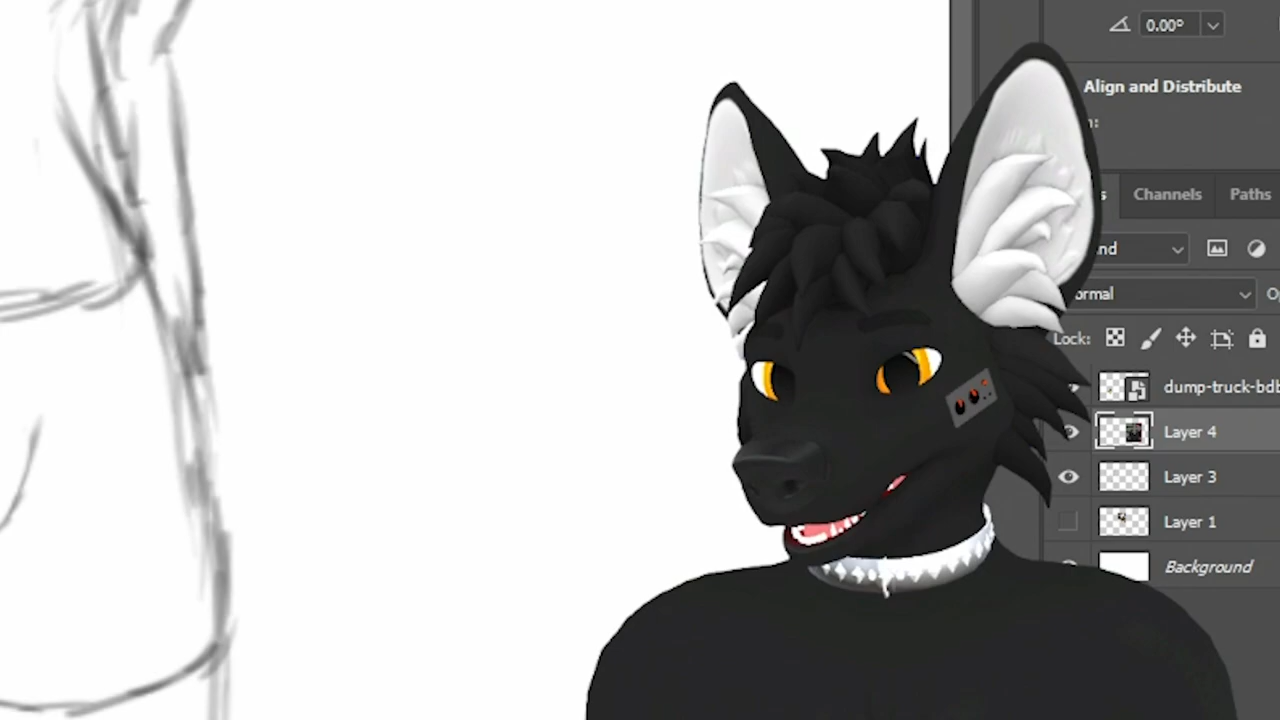 0.00°
Align and Distribute
n:
s Channels Paths
nd
ormal
Op
Lock:
dump-truck-bdb
Layer 4
Layer 3
Layer 1
Background